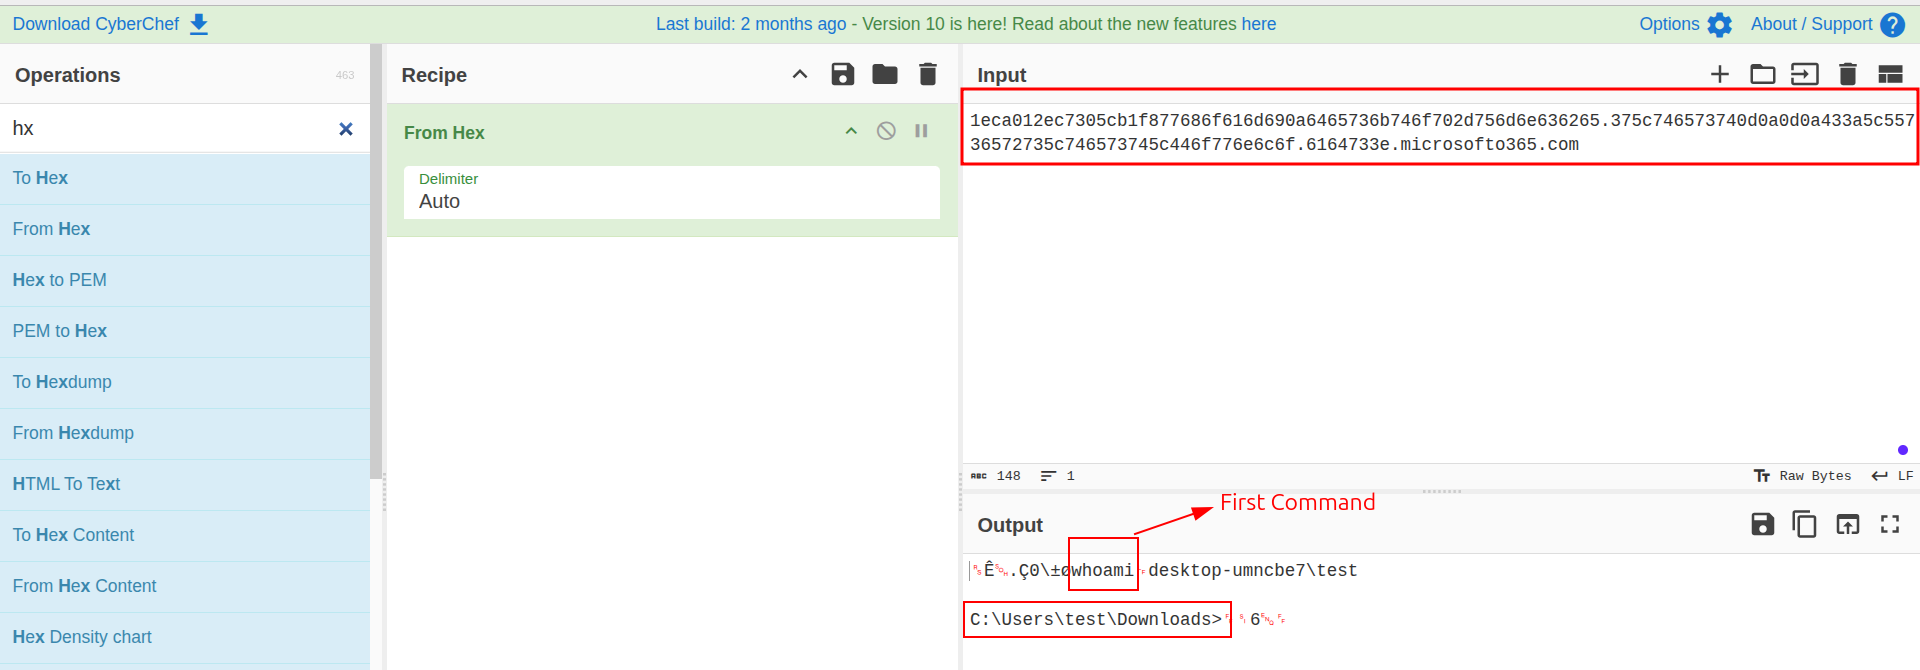 Download CyberChef
Last build: 2 months ago - Version 10 is here! Read about the new features here
Options
About / Support
Operations
463
hx
To Hex
From Hex
Hex to PEM
PEM to Hex
To Hexdump
From Hexdump
HTML To Text
To Hex Content
From Hex Content
Hex Density chart
Recipe
From Hex
Delimiter
Auto
Input
1eca012ec7305cb1f877686f616d690a6465736b746f702d756d6e636265.375c746573740d0a0d0a433a5c557
36572735c746573745c446f776e6c6f.6164733e.microsofto365.com
ABC 148 1
Tт Raw Bytes LF
First Command
Output
Ê.Ç0\±øwhoami desktop-umncbe7\test
C:\Users\test\Downloads> 6